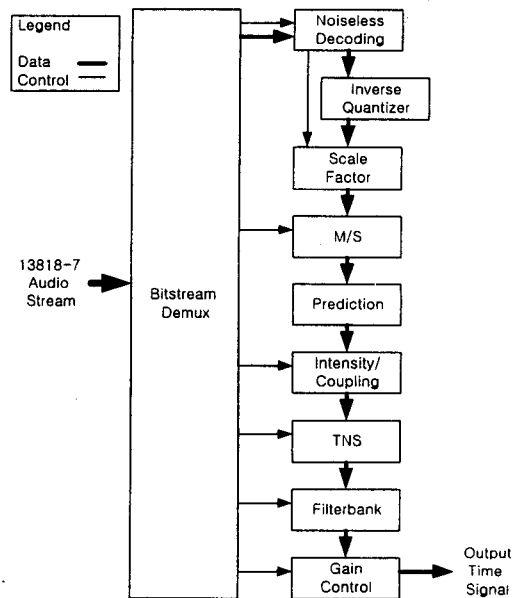 Legend
Data
Control
Noiseless
Decoding
Inverse
Quantizer
Scale
Factor
M/S
13818-7
Audio
Stream
Bitstream
Demux
Prediction
Intensity/
Coupling
TNS
Filterbank
Gain
Control
Output
Time
Signal